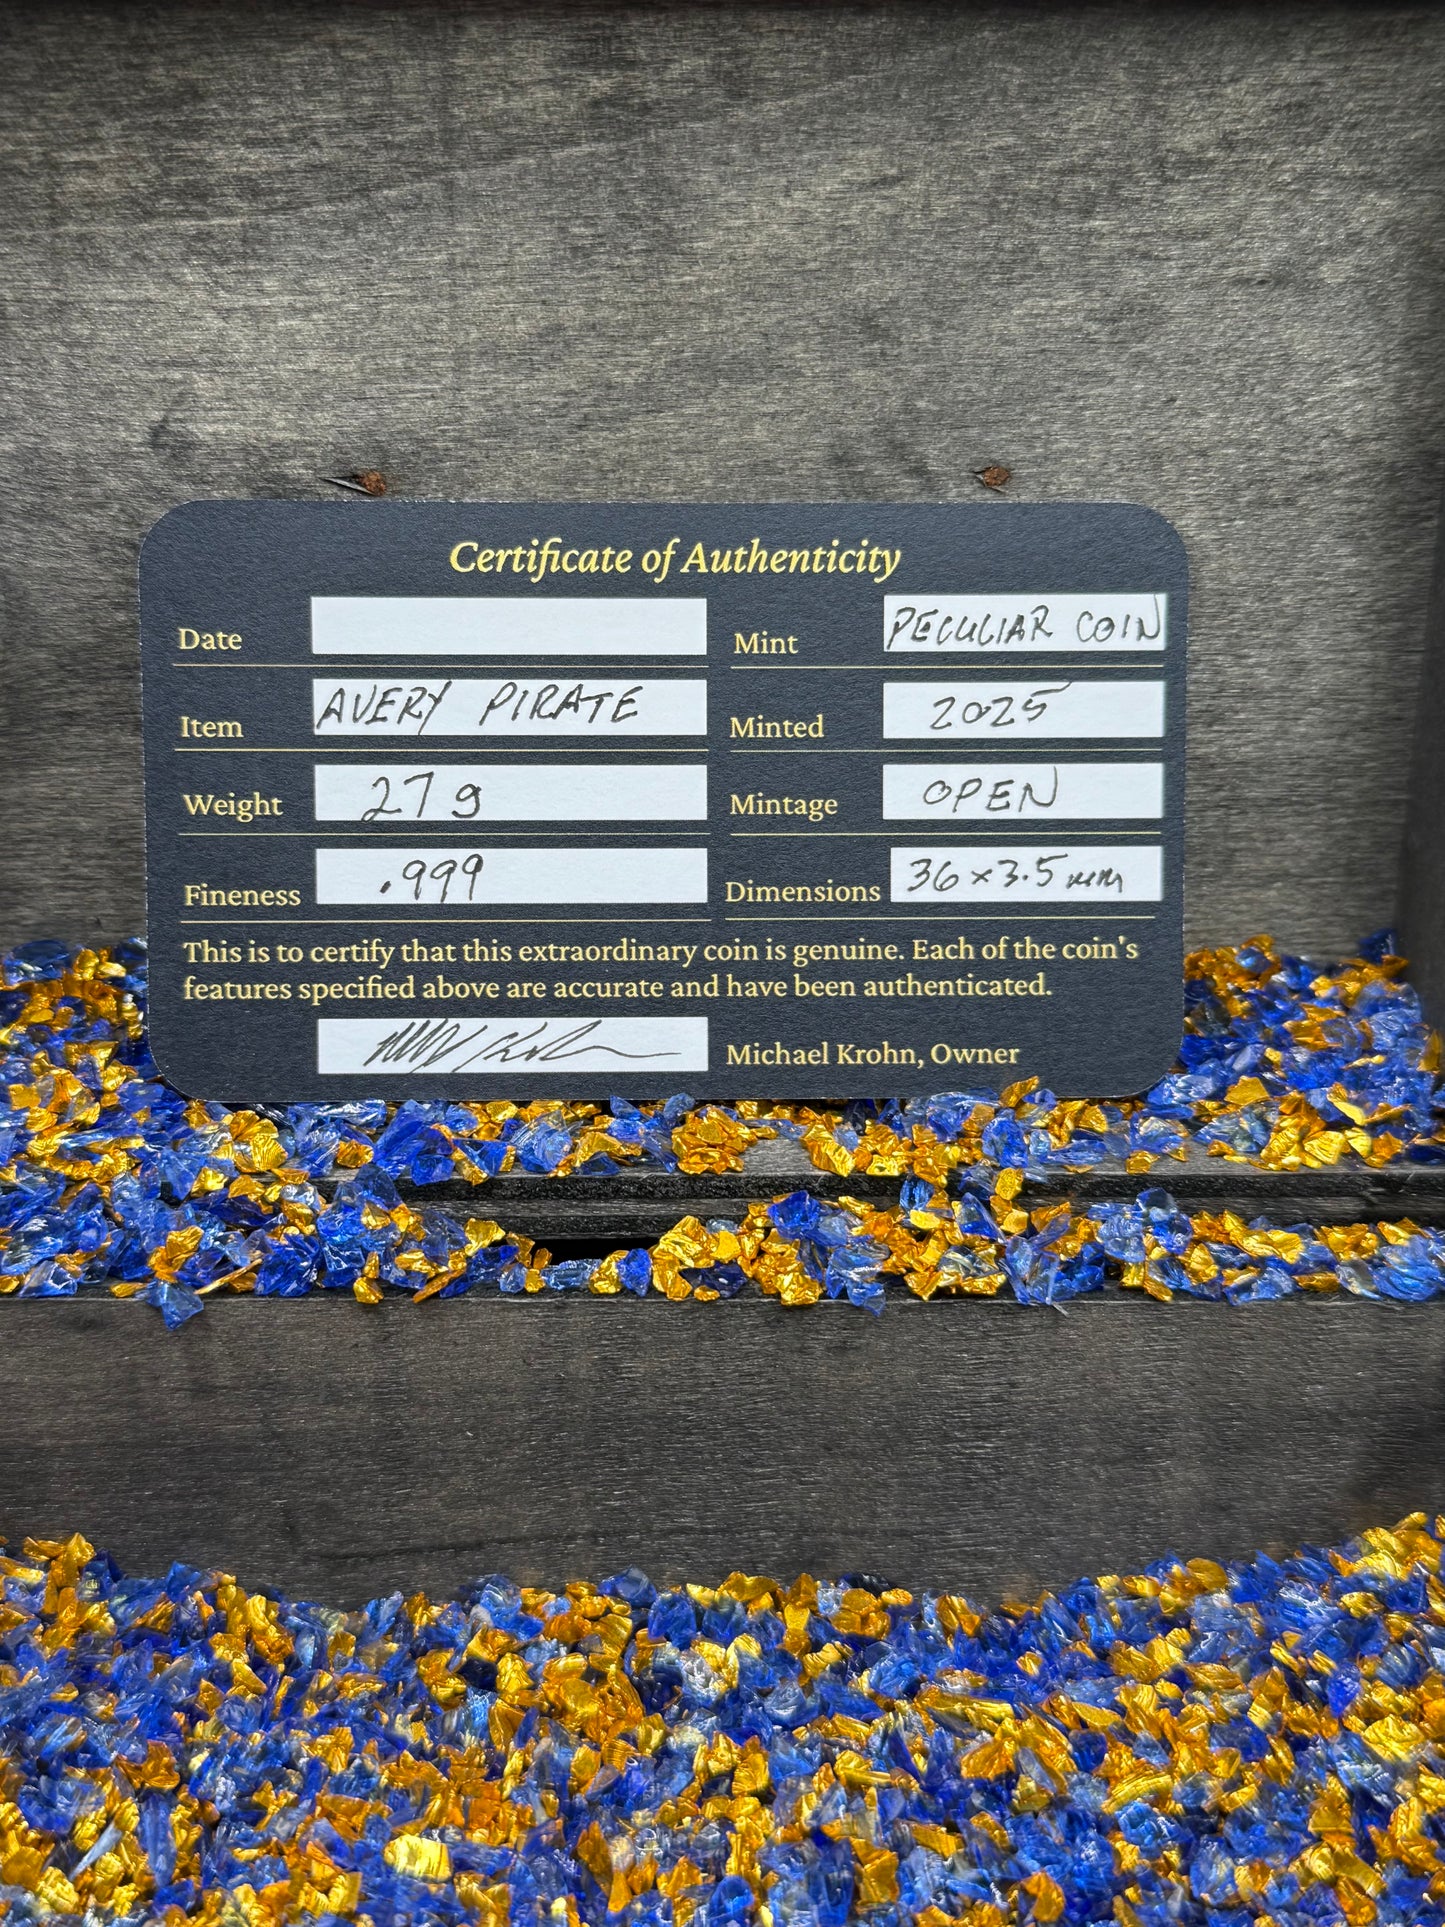 Certificate of Authenticity
Date
Mint PECULIAR COIN
Item AVERY PIRATE
Minted 2025
Weight 27g
Mintage OPEN
Fineness .999
Dimensions 36×3.5mm
This is to certify that this extraordinary coin is genuine. Each of the coin's
features specified above are accurate and have been authenticated.
Michael Krohn, Owner